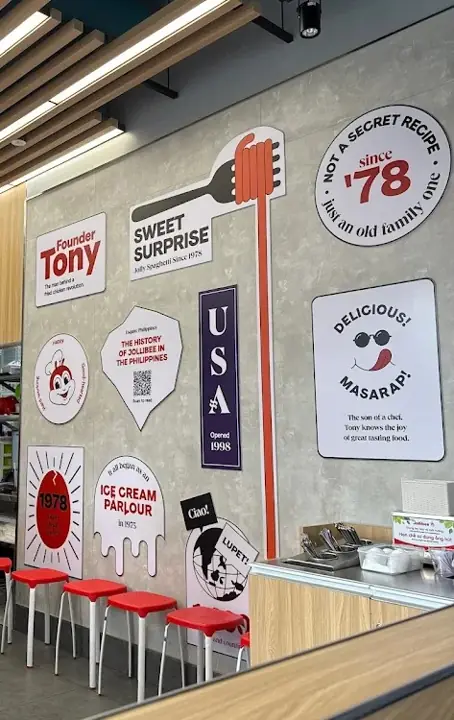 Founder
Tony
The man behind a
fried chicken revolution.
SWEET
SURPRISE
Jolly Spaghetti Since 1978
• NOT A SECRET RECIPE •
since
'78
just an old family one
THE HISTORY
OF JOLLIBEE IN
THE PHILIPPINES
USA
Opened
1998
DELICIOUS!
MASARAP!
The son of a chef,
Tony knows the joy
of great tasting food.
1978
It all began as an
ICE CREAM
PARLOUR
in 1975
Ciao!
LUPET!
Jollibee